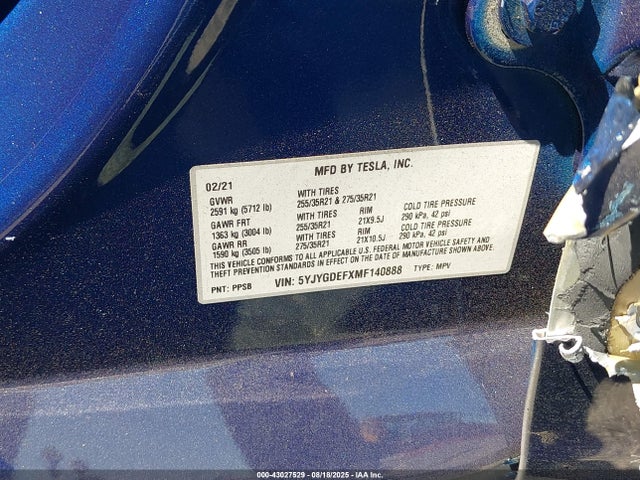 MFD BY TESLA, INC.
02/21
GVWR WITH TIRES
2591 kg (5712 lb) 255/35R21 & 275/35R21
GAWR FRT WITH TIRES RIM COLD TIRE PRESSURE
1363 kg (3004 lb) 255/35R21 21X9.5J 290 kPa, 42 psi
GAWR RR WITH TIRES RIM COLD TIRE PRESSURE
1590 kg (3505 lb) 275/35R21 21X10.5J 290 kPa, 42 psi
THIS VEHICLE CONFORMS TO ALL APPLICABLE U.S. FEDERAL MOTOR VEHICLE SAFETY AND
THEFT PREVENTION STANDARDS IN EFFECT ON THE DATE OF MANUFACTURE SHOWN ABOVE.
PNT: PPSB VIN: 5YJYGDEFXMF140888 TYPE: MPV
000-43027529 - 08/18/2025 - IAA Inc.